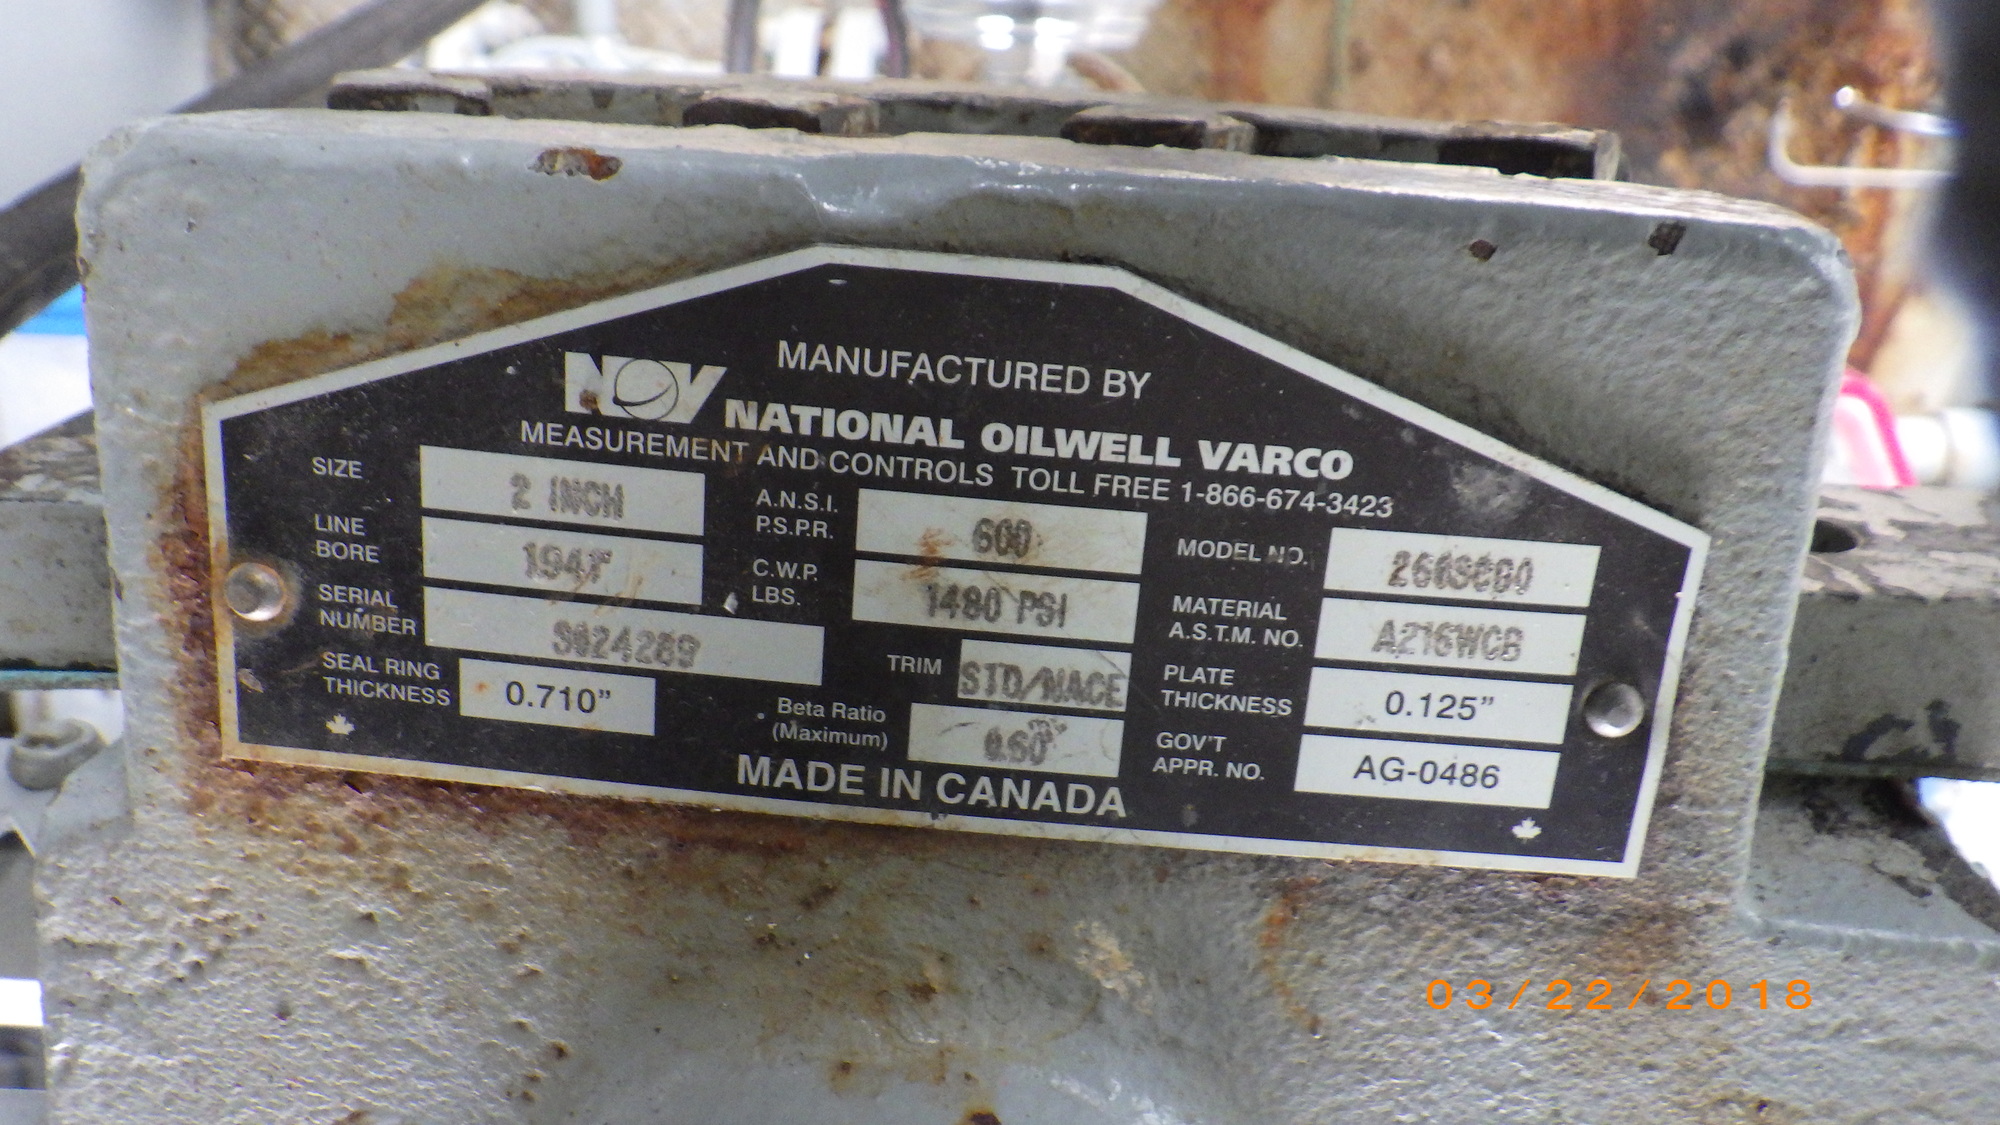 MANUFACTURED BY
NOV NATIONAL OILWELL VARCO
MEASUREMENT AND CONTROLS TOLL FREE 1-866-674-3423
SIZE 2 INCH
LINE BORE
SERIAL NUMBER S024289
SEAL RING THICKNESS 0.710"
A.N.S.I. P.S.P.R. 600
C.W.P. LBS. 1480 PSI
TRIM STD/NACE
Beta Ratio (Maximum) 0.60
MODEL NO.
MATERIAL A.S.T.M. NO. A216WCB
PLATE THICKNESS 0.125"
GOV'T APPR. NO. AG-0486
MADE IN CANADA
03/22/2018